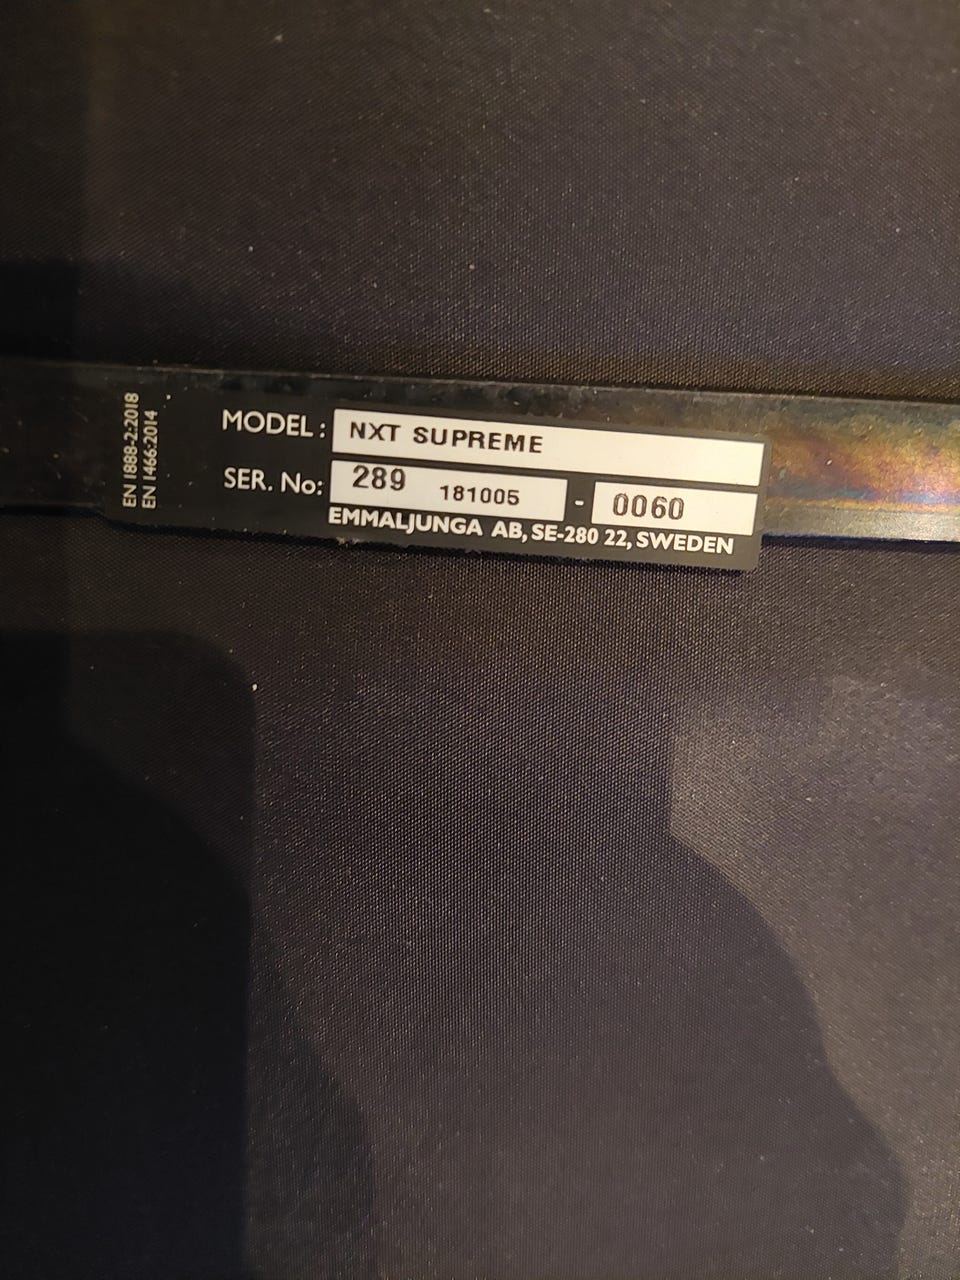 MODEL: NXT SUPREME
SER. No: 289 181005 - 0060
EMMALJUNGA AB, SE-280 22, SWEDEN
EN 1888-2:2018
EN 1466:2014